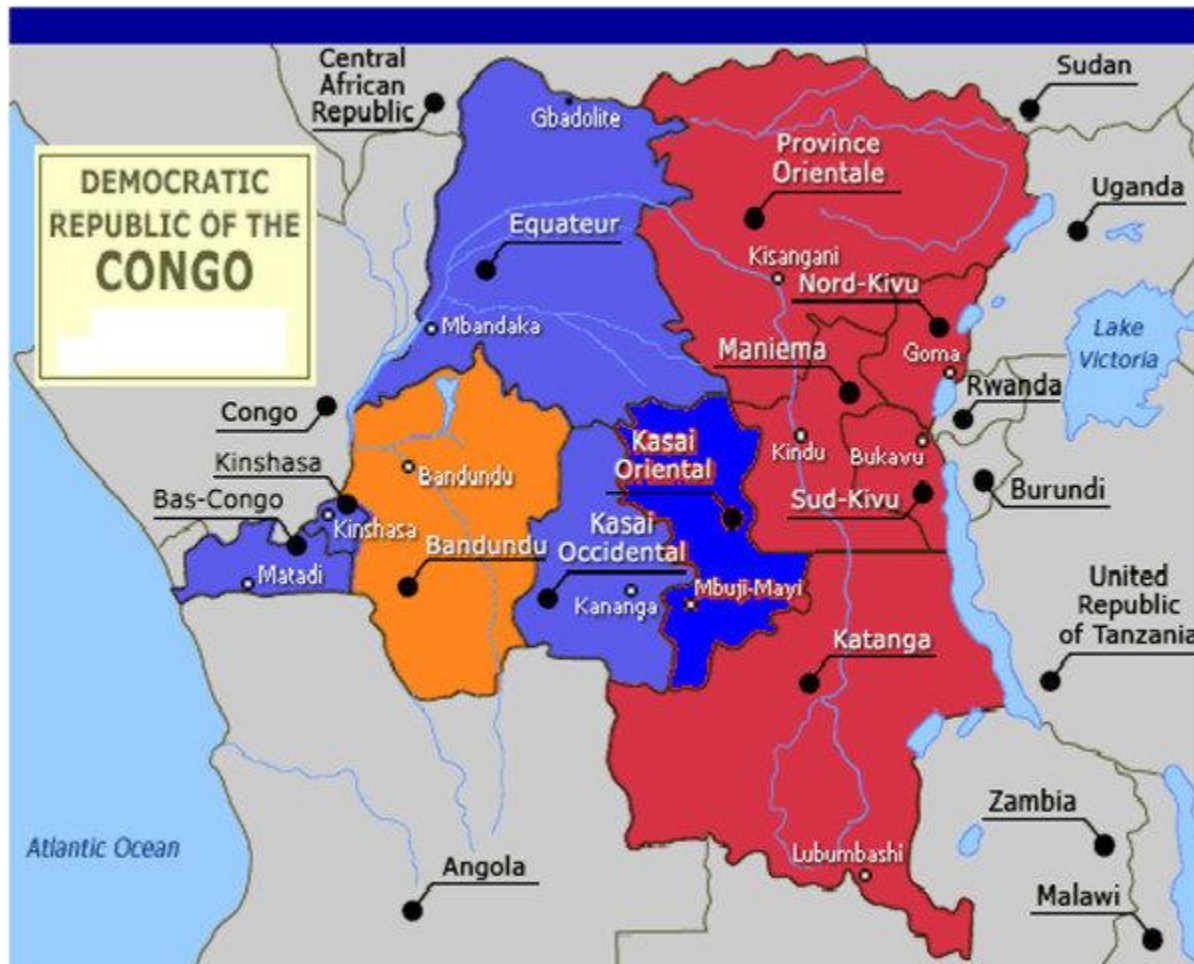 Central
African
Republic
Sudan
Gbadolite
DEMOCRATIC
REPUBLIC OF THE
CONGO
Province
Orientale
Uganda
Equateur
Kisangani
Nord-Kivu
Mbandaka
Maniema
Goma
Lake
Victoria
Rwanda
Congo
Kasai
Oriental
Kindu
Bukavu
Kinshasa
Bandundu
Bas-Congo
Sud-Kivu
Burundi
Kinshasa
Kasai
Occidental
Bandundu
Matadi
Kananga
Mbuji-Mayi
United
Republic
of Tanzania
Katanga
Zambia
Atlantic Ocean
Lubumbashi
Angola
Malawi